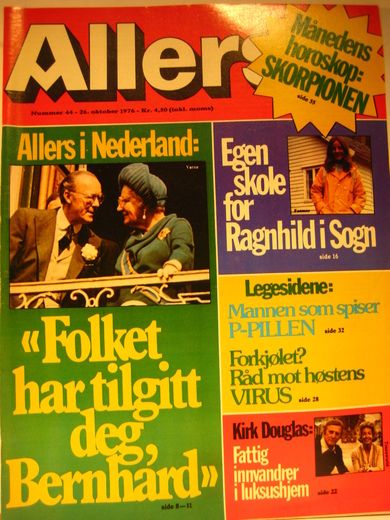 Allers
Månedens
horoskop:
SKORPIONEN
side 35
Nummer 44 - 26. oktober 1976 - Kr. 4,50 (inkl. moms)
Allers i Nederland:
«Folket
har tilgitt
deg,
Bernhard»
side 8—11
Egen
skole
for
Ragnhild i Sogn
side 16
Legesidene:
Mannen som spiser
P-PILLEN side 32
Forkjølet?
Råd mot høstens
VIRUS side 28
Kirk Douglas:
Fattig
innvandrer
i luksushjem
side 22